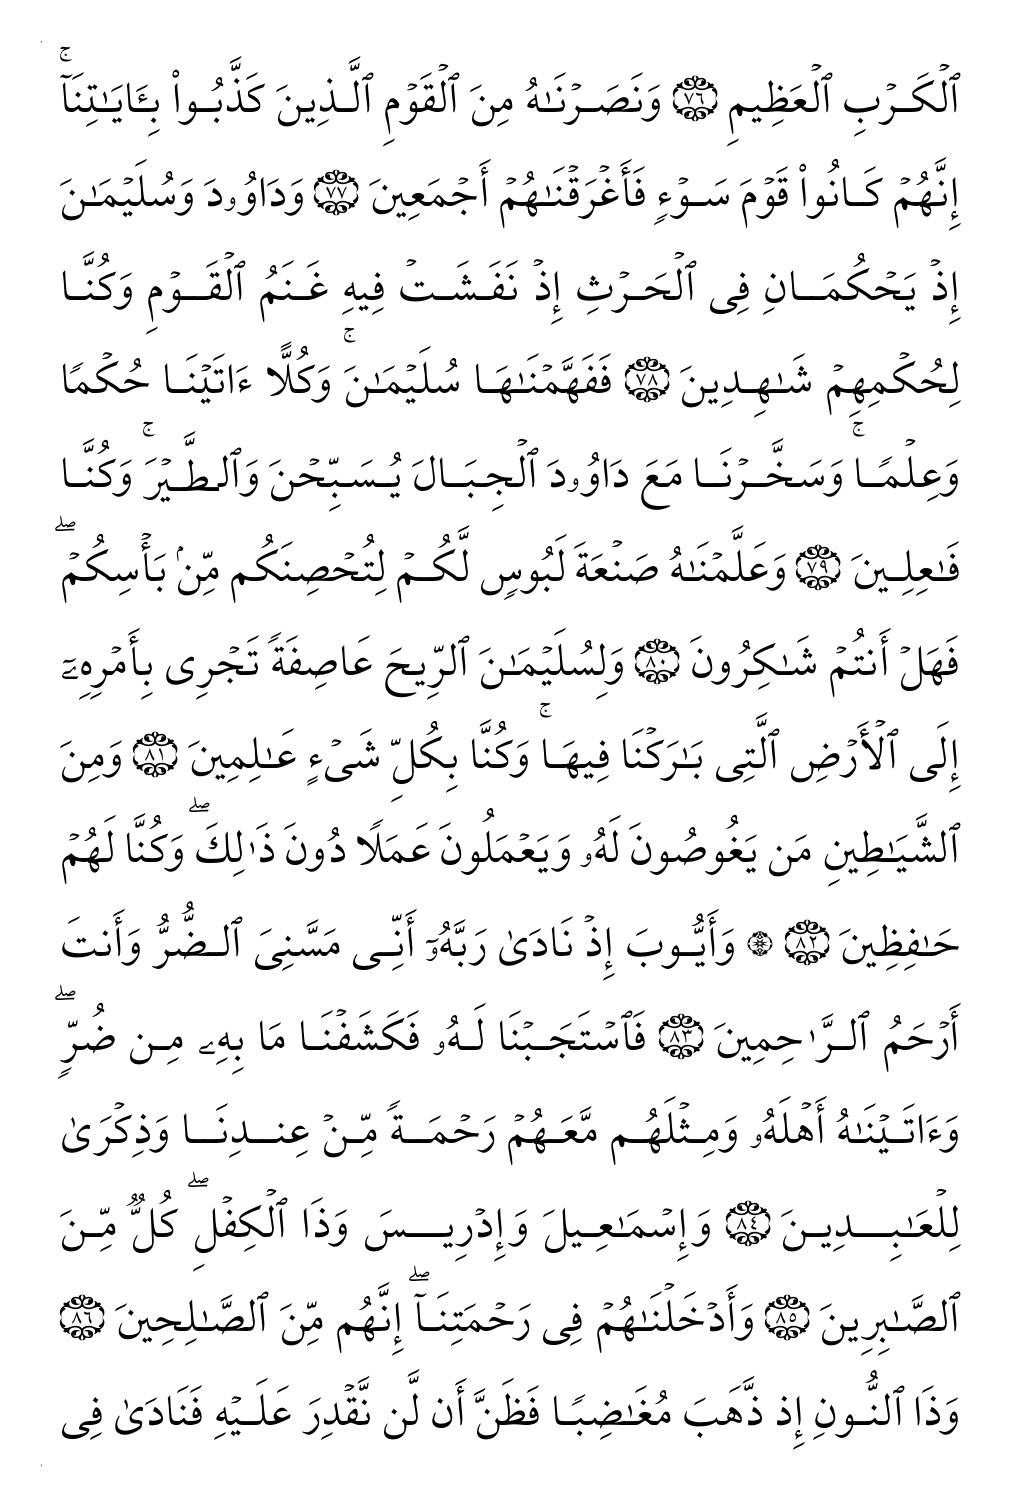 ٱلْكَرْبِ ٱلْعَظِيمِ ٧٦ وَنَصَرْنَـٰهُ مِنَ ٱلْقَوْمِ ٱلَّذِينَ كَذَّبُوا۟ بِـَٔايَـٰتِنَآ ۚ
إِنَّهُمْ كَانُوا۟ قَوْمَ سَوْءٍ فَأَغْرَقْنَـٰهُمْ أَجْمَعِينَ ٧٧ وَدَاوُۥدَ وَسُلَيْمَـٰنَ
إِذْ يَحْكُمَانِ فِى ٱلْحَرْثِ إِذْ نَفَشَتْ فِيهِ غَنَمُ ٱلْقَوْمِ وَكُنَّا
لِحُكْمِهِمْ شَـٰهِدِينَ ٧٨ فَفَهَّمْنَـٰهَا سُلَيْمَـٰنَ ۚ وَكُلًّا ءَاتَيْنَا حُكْمًا
وَعِلْمًا ۚ وَسَخَّرْنَا مَعَ دَاوُۥدَ ٱلْجِبَالَ يُسَبِّحْنَ وَٱلطَّيْرَ ۚ وَكُنَّا
فَـٰعِلِينَ ٧٩ وَعَلَّمْنَـٰهُ صَنْعَةَ لَبُوسٍ لَّكُمْ لِتُحْصِنَكُم مِّنۢ بَأْسِكُمْ ۖ
فَهَلْ أَنتُمْ شَـٰكِرُونَ ٨٠ وَلِسُلَيْمَـٰنَ ٱلرِّيحَ عَاصِفَةً تَجْرِى بِأَمْرِهِۦٓ
إِلَى ٱلْأَرْضِ ٱلَّتِى بَـٰرَكْنَا فِيهَا ۚ وَكُنَّا بِكُلِّ شَىْءٍ عَـٰلِمِينَ ٨١ وَمِنَ
ٱلشَّيَـٰطِينِ مَن يَغُوصُونَ لَهُۥ وَيَعْمَلُونَ عَمَلًا دُونَ ذَٰلِكَ ۖ وَكُنَّا لَهُمْ
حَـٰفِظِينَ ٨٢ ۞ وَأَيُّوبَ إِذْ نَادَىٰ رَبَّهُۥٓ أَنِّى مَسَّنِىَ ٱلضُّرُّ وَأَنتَ
أَرْحَمُ ٱلرَّٰحِمِينَ ٨٣ فَٱسْتَجَبْنَا لَهُۥ فَكَشَفْنَا مَا بِهِۦ مِن ضُرٍّ ۖ
وَءَاتَيْنَـٰهُ أَهْلَهُۥ وَمِثْلَهُم مَّعَهُمْ رَحْمَةً مِّنْ عِندِنَا وَذِكْرَىٰ
لِلْعَـٰبِدِينَ ٨٤ وَإِسْمَـٰعِيلَ وَإِدْرِيسَ وَذَا ٱلْكِفْلِ ۖ كُلٌّ مِّنَ
ٱلصَّـٰبِرِينَ ٨٥ وَأَدْخَلْنَـٰهُمْ فِى رَحْمَتِنَآ ۖ إِنَّهُم مِّنَ ٱلصَّـٰلِحِينَ ٨٦
وَذَا ٱلنُّونِ إِذ ذَّهَبَ مُغَـٰضِبًا فَظَنَّ أَن لَّن نَّقْدِرَ عَلَيْهِ فَنَادَىٰ فِى